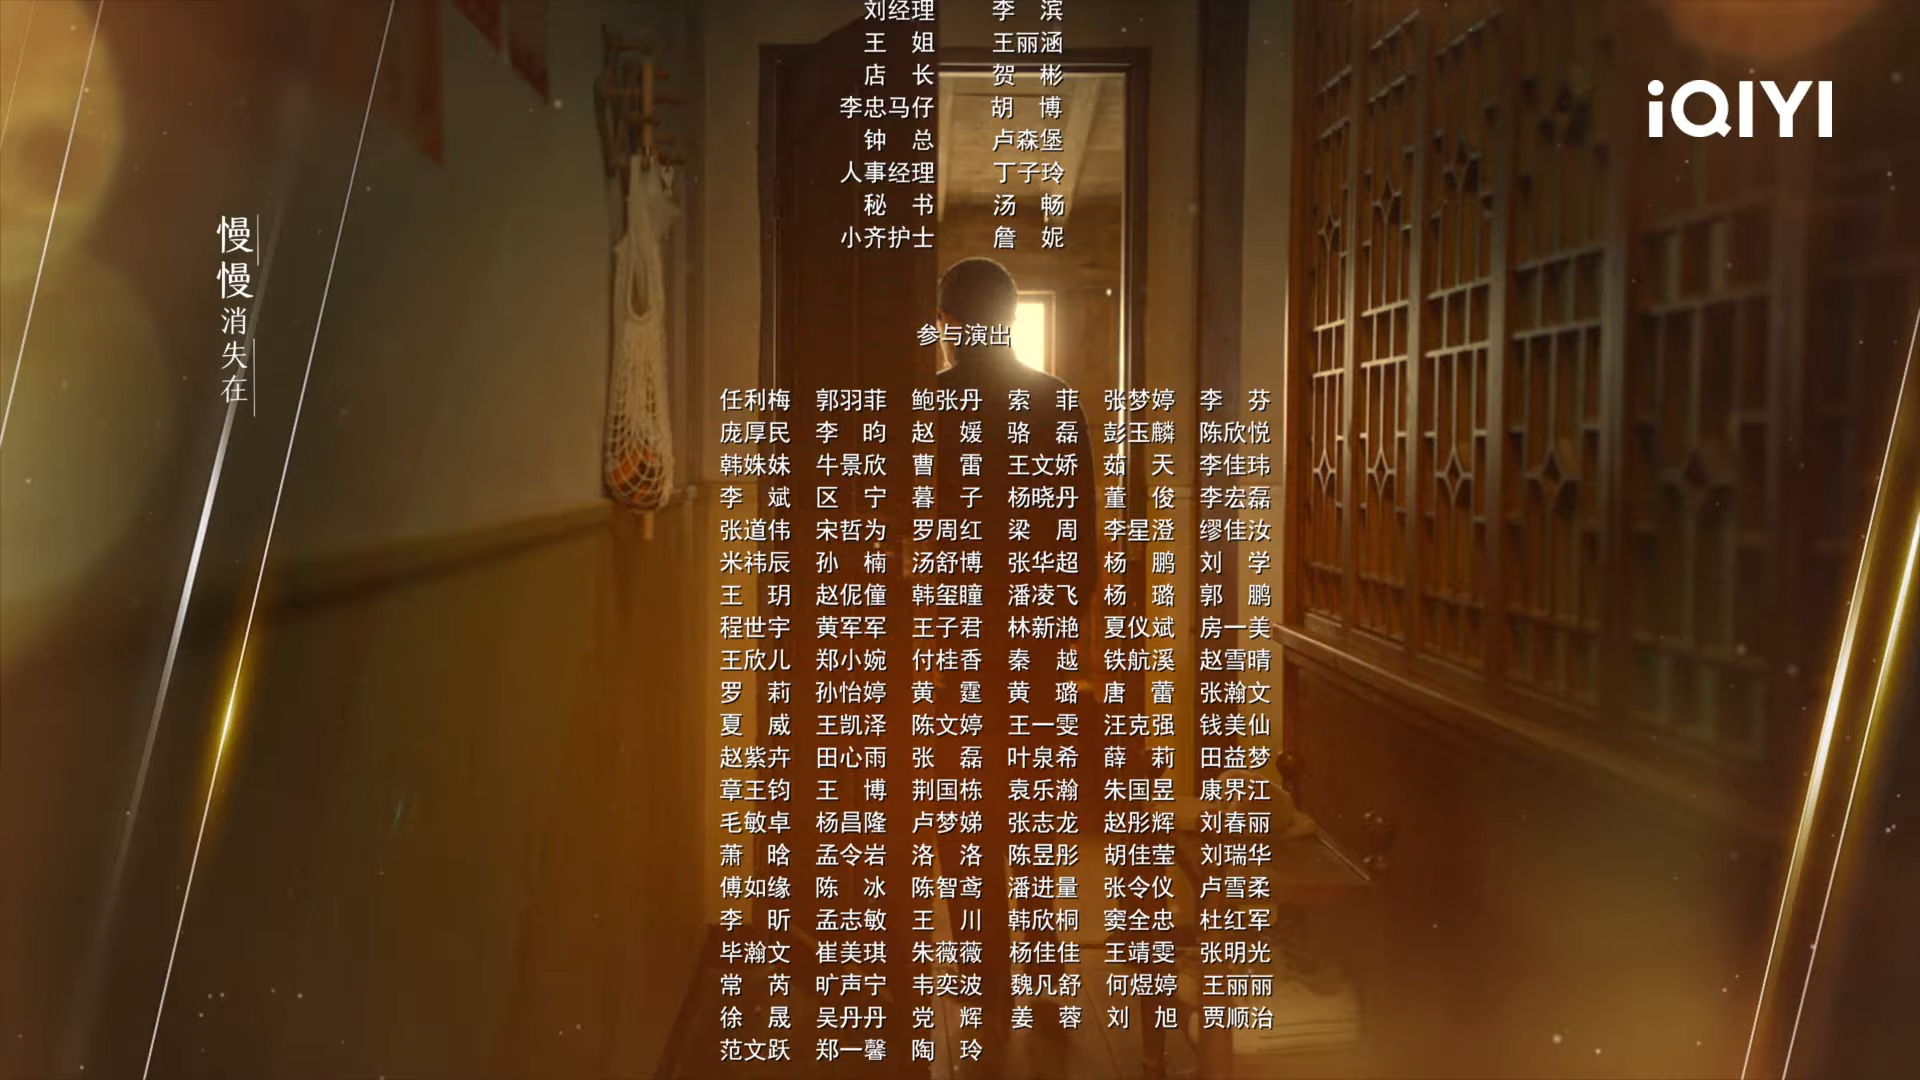 刘经理 李 滨
王 姐 王丽涵
店 长 贺 彬
李忠马仔 胡 博
钟 总 卢森堡
人事经理 丁子玲
秘 书 汤 畅
小齐护士 詹 妮
iQIYI
慢慢消失在
参与演出
任利梅 郭羽菲 鲍张丹 索 菲 张梦婷 李 芬
庞厚民 李 昀 赵 媛 骆 磊 彭玉麟 陈欣悦
韩姝妹 牛景欣 曹 雷 王文娇 茹 天 李佳玮
李 斌 区 宁 暮 子 杨晓丹 董 俊 李宏磊
张道伟 宋哲为 罗周红 梁 周 李星澄 缪佳汝
米祎辰 孙 楠 汤舒博 张华超 杨 鹏 刘 学
王 玥 赵伲僮 韩玺瞳 潘凌飞 杨 璐 郭 鹏
程世宇 黄军军 王子君 林新滟 夏仪斌 房一美
王欣儿 郑小婉 付桂香 秦 越 铁航溪 赵雪晴
罗 莉 孙怡婷 黄 霆 黄 璐 唐 蕾 张瀚文
夏 威 王凯泽 陈文婷 王一雯 汪克强 钱美仙
赵紫卉 田心雨 张 磊 叶泉希 薛 莉 田益梦
章王钧 王 博 荆国栋 袁乐瀚 朱国昱 康界江
毛敏卓 杨昌隆 卢梦娣 张志龙 赵彤辉 刘春丽
萧 晗 孟令岩 洛 洛 陈昱彤 胡佳莹 刘瑞华
傅如缘 陈 冰 陈智鸢 潘进量 张令仪 卢雪柔
李 昕 孟志敏 王 川 韩欣桐 窦全忠 杜红军
毕瀚文 崔美琪 朱薇薇 杨佳佳 王靖雯 张明光
常 芮 旷声宁 韦奕波 魏凡舒 何煜婷 王丽丽
徐 晟 吴丹丹 党 辉 姜 蓉 刘 旭 贾顺治
范文跃 郑一馨 陶 玲